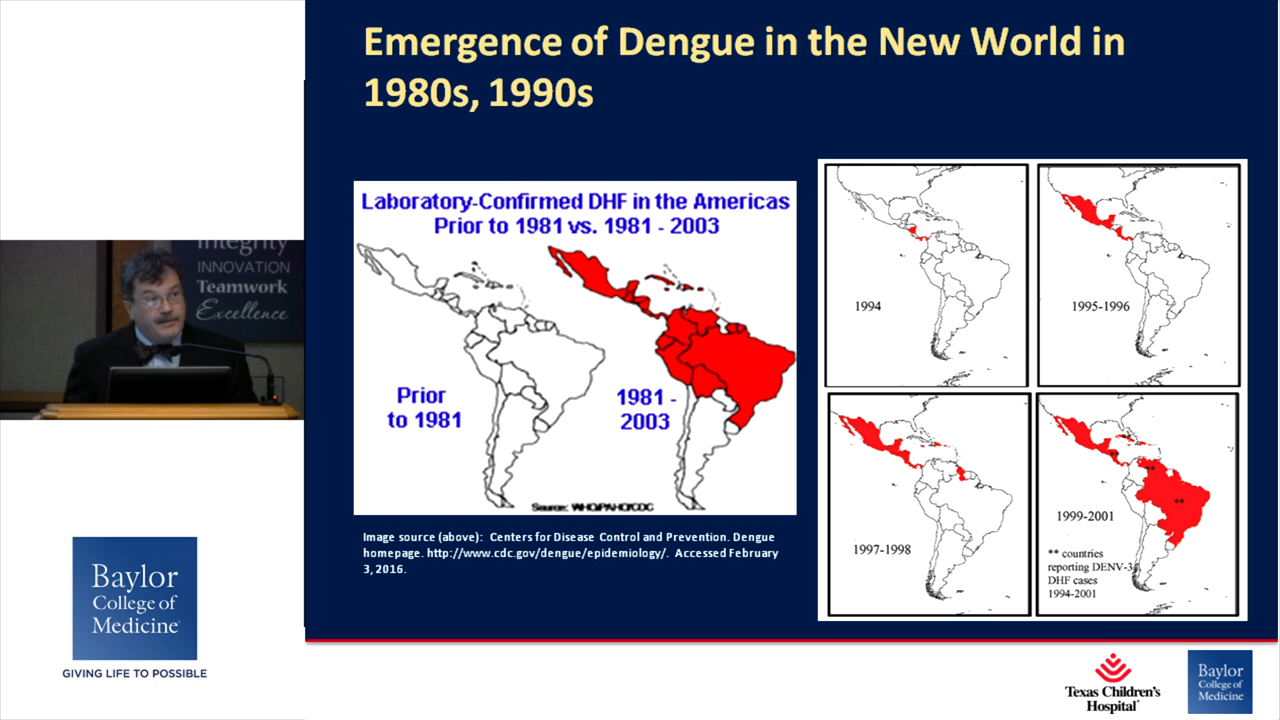 Emergence of Dengue in the New World in
1980s, 1990s
Laboratory-Confirmed DHF in the Americas
Prior to 1981 vs. 1981 - 2003
Prior
to 1981
1981 -
2003
Source: WHO/PAHO/CDC
Image source (above): Centers for Disease Control and Prevention. Dengue
homepage. http://www.cdc.gov/dengue/epidemiology/. Accessed February
3, 2016.
1994
1995-1996
1997-1998
1999-2001
** countries
reporting DENV-3
DHF cases
1994-2001
**
**
**
Integrity
INNOVATION
Teamwork
Excellence
Baylor
College of
Medicine
GIVING LIFE TO POSSIBLE
Texas Children's
Hospital
Baylor
College of
Medicine